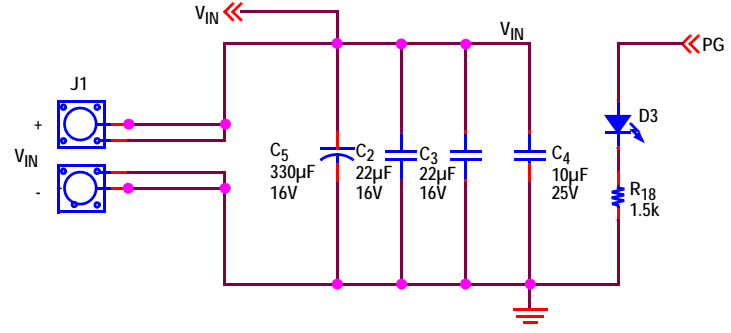 VIN
VIN
PG
J1
+
VIN
-
C5
330µF
16V
C2
22µF
16V
C3
22µF
16V
C4
10µF
25V
D3
R18
1.5k